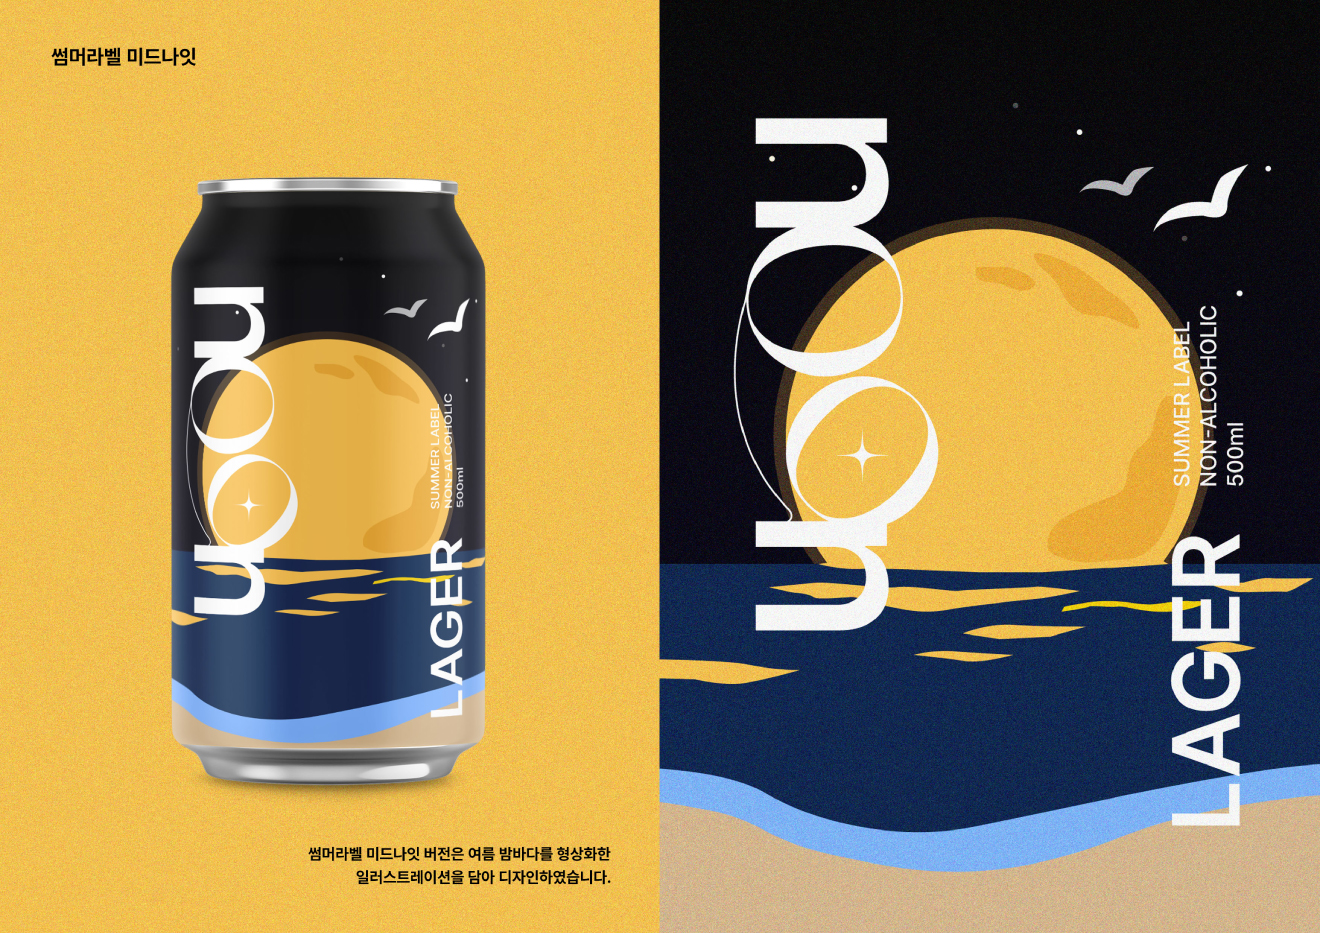 썸머라벨 미드나잇
SUMMER LABEL
NON-ALCOHOLIC
500ml
LAGER
썸머라벨 미드나잇 버전은 여름 밤바다를 형상화한
일러스트레이션을 담아 디자인하였습니다.
SUMMER LABEL
NON-ALCOHOLIC
500ml
LAGER